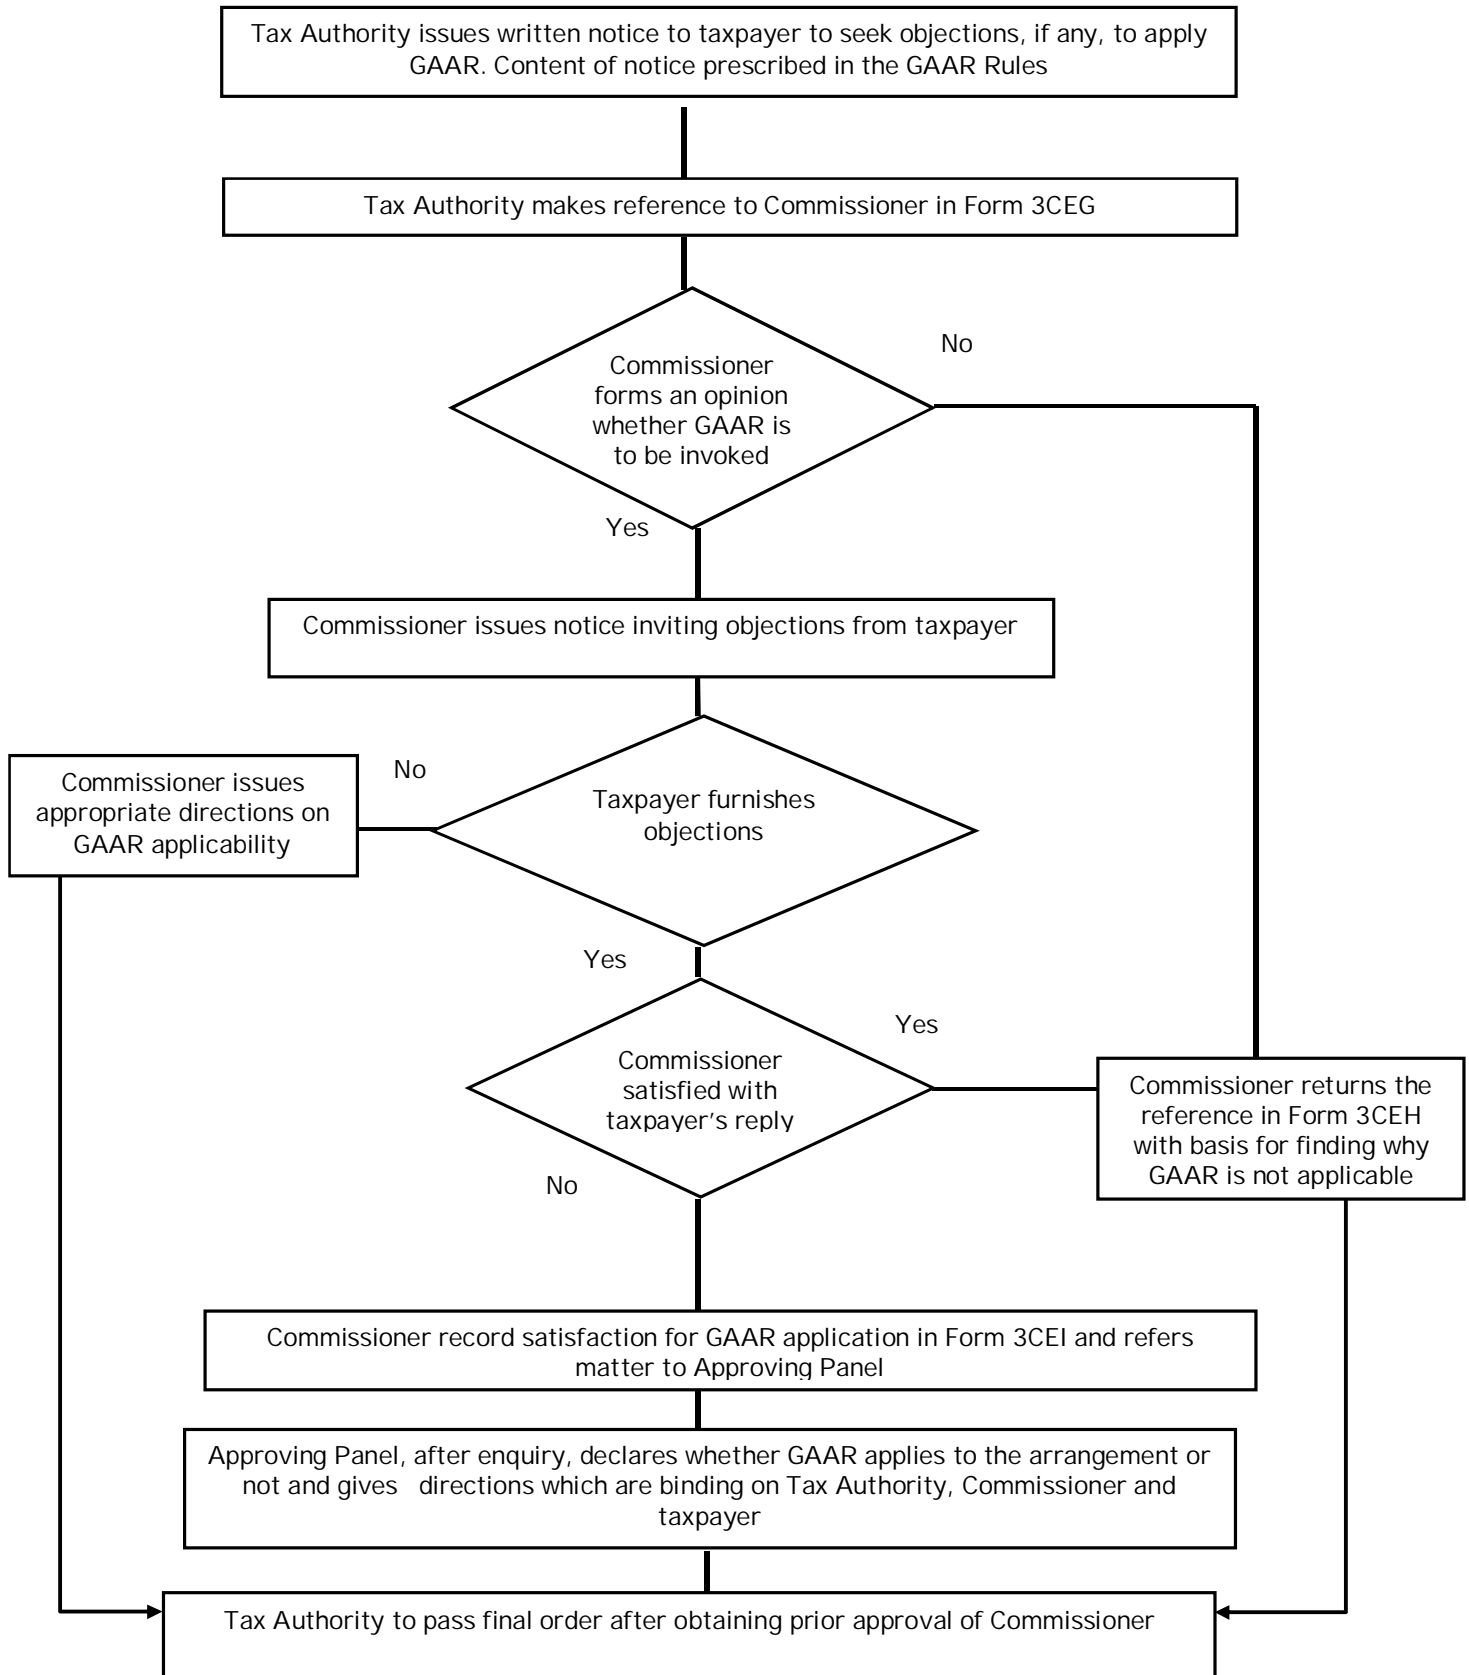 Tax Authority issues written notice to taxpayer to seek objections, if any, to apply
GAAR. Content of notice prescribed in the GAAR Rules
Tax Authority makes reference to Commissioner in Form 3CEG
No
Commissioner
forms an opinion
whether GAAR is
to be invoked
Yes
Commissioner issues notice inviting objections from taxpayer
Commissioner issues
appropriate directions on
GAAR applicability
No
Taxpayer furnishes
objections
Yes
Yes
Commissioner
satisfied with
taxpayer's reply
Commissioner returns the
reference in Form 3CEH
with basis for finding why
GAAR is not applicable
No
Commissioner record satisfaction for GAAR application in Form 3CEI and refers
matter to Approving Panel
Approving Panel, after enquiry, declares whether GAAR applies to the arrangement or
not and gives directions which are binding on Tax Authority, Commissioner and
taxpayer
Tax Authority to pass final order after obtaining prior approval of Commissioner